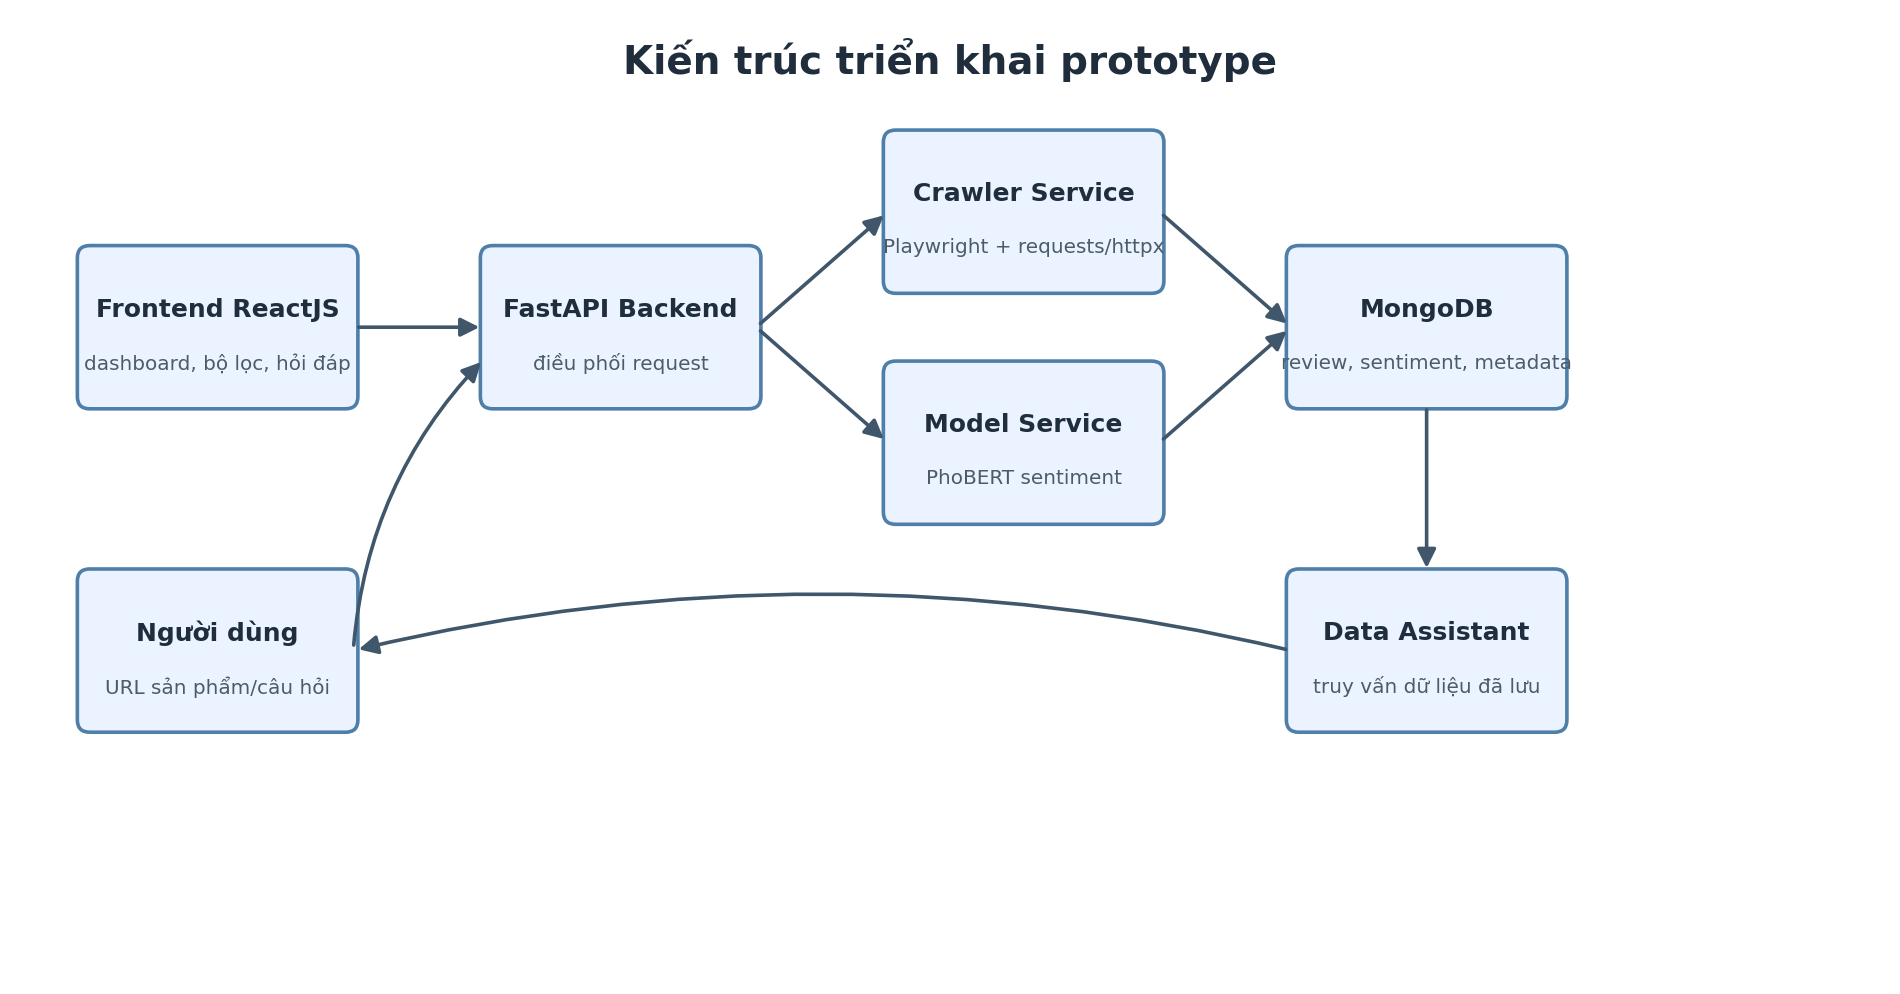 Kiến trúc triển khai prototype
Frontend ReactJS
dashboard, bộ lọc, hỏi đáp
FastAPI Backend
điều phối request
Crawler Service
Playwright + requests/httpx
Model Service
PhoBERT sentiment
MongoDB
review, sentiment, metadata
Người dùng
URL sản phẩm/câu hỏi
Data Assistant
truy vấn dữ liệu đã lưu